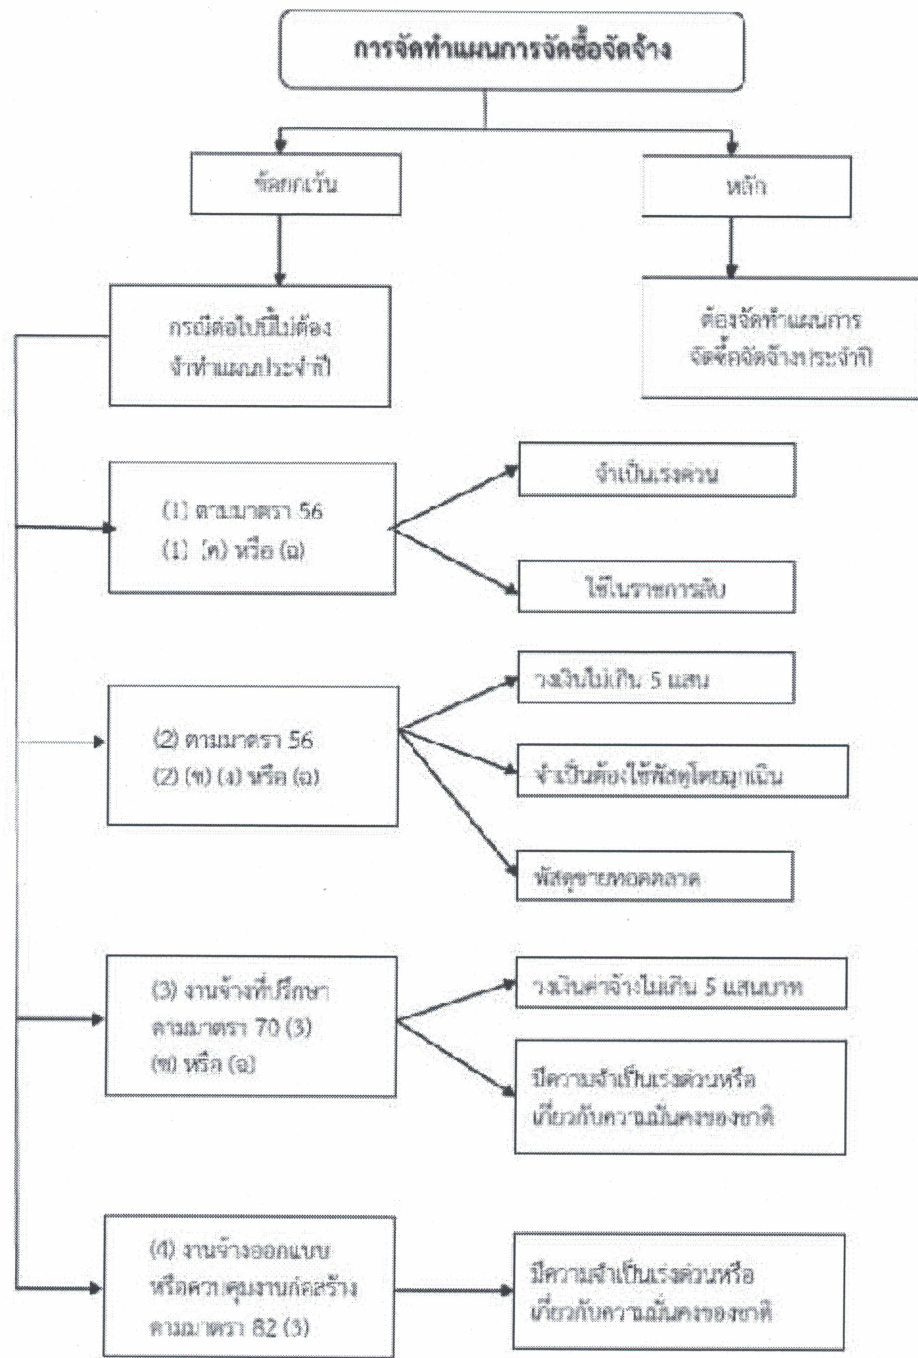 การจัดทำแผนการจัดซื้อจัดจ้าง
ข้อยกเว้น
หลัก
กรณีต่อไปนี้ไม่ต้อง
จำทำแผนประจำปี
ต้องจัดทำแผนการ
จัดซื้อจัดจ้างประจำปี
(1) ตามมาตรา 56
(1) (ค) หรือ (ฉ)
จำเป็นเร่งด่วน
ใช้ในราชการลับ
(2) ตามมาตรา 56
(2) (ข) (ง) หรือ (ฉ)
วงเงินไม่เกิน 5 แสน
จำเป็นต้องใช้พัสดุโดยฉุกเฉิน
พัสดุขายทอดตลาด
(3) งานจ้างที่ปรึกษา
ตามมาตรา 70 (3)
(ข) หรือ (ฉ)
วงเงินค่าจ้างไม่เกิน 5 แสนบาท
มีความจำเป็นเร่งด่วนหรือ
เกี่ยวกับความมั่นคงของชาติ
(4) งานจ้างออกแบบ
หรือควบคุมงานก่อสร้าง
ตามมาตรา 82 (3)
มีความจำเป็นเร่งด่วนหรือ
เกี่ยวกับความมั่นคงของชาติ